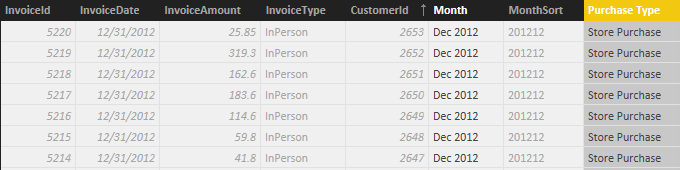 InvoiceId InvoiceDate InvoiceAmount InvoiceType CustomerId ↑ Month MonthSort Purchase Type
5220 12/31/2012 25.85 InPerson 2653 Dec 2012 201212 Store Purchase
5219 12/31/2012 319.3 InPerson 2652 Dec 2012 201212 Store Purchase
5218 12/31/2012 162.6 InPerson 2651 Dec 2012 201212 Store Purchase
5217 12/31/2012 183.6 InPerson 2650 Dec 2012 201212 Store Purchase
5216 12/31/2012 114.6 InPerson 2649 Dec 2012 201212 Store Purchase
5215 12/31/2012 59.8 InPerson 2648 Dec 2012 201212 Store Purchase
5214 12/31/2012 41.8 InPerson 2647 Dec 2012 201212 Store Purchase